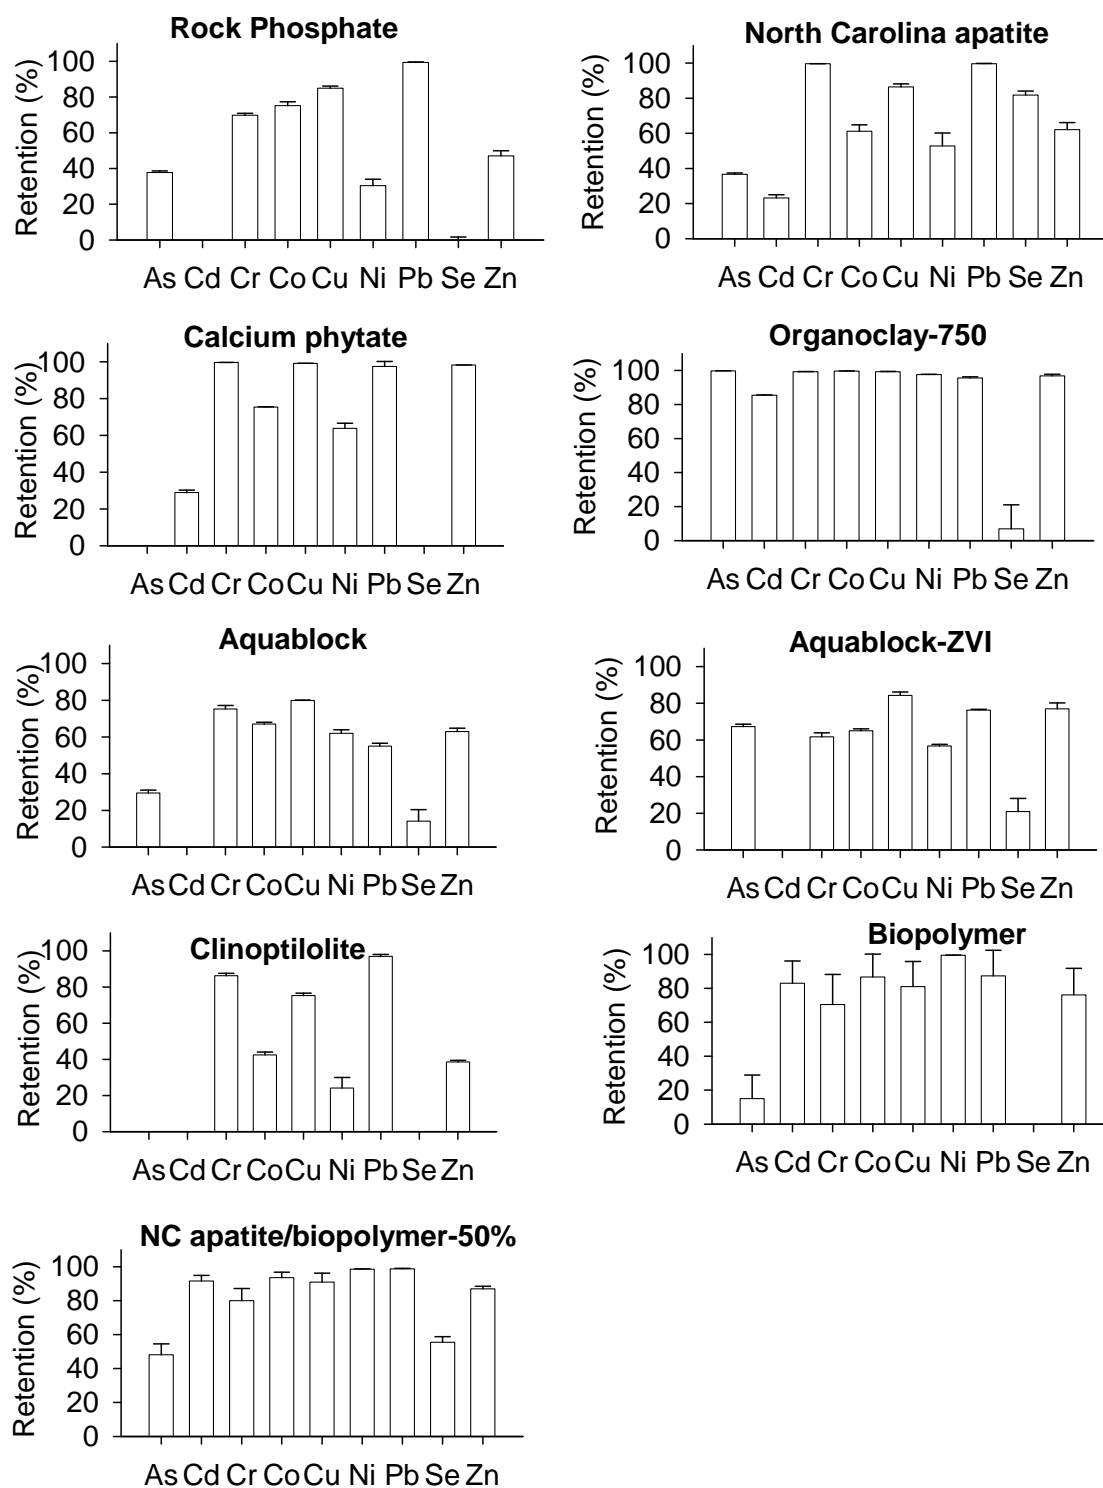 Rock Phosphate
Retention (%)
100
80
60
40
20
0
As Cd Cr Co Cu Ni Pb Se Zn
North Carolina apatite
Retention (%)
100
80
60
40
20
0
As Cd Cr Co Cu Ni Pb Se Zn
Calcium phytate
Retention (%)
100
80
60
40
20
0
As Cd Cr Co Cu Ni Pb Se Zn
Organoclay-750
Retention (%)
100
80
60
40
20
0
As Cd Cr Co Cu Ni Pb Se Zn
Aquablock
Retention (%)
100
80
60
40
20
0
As Cd Cr Co Cu Ni Pb Se Zn
Aquablock-ZVI
Retention (%)
100
80
60
40
20
0
As Cd Cr Co Cu Ni Pb Se Zn
Clinoptilolite
Retention (%)
100
80
60
40
20
0
As Cd Cr Co Cu Ni Pb Se Zn
Biopolymer
Retention (%)
100
80
60
40
20
0
As Cd Cr Co Cu Ni Pb Se Zn
NC apatite/biopolymer-50%
Retention (%)
100
80
60
40
20
0
As Cd Cr Co Cu Ni Pb Se Zn